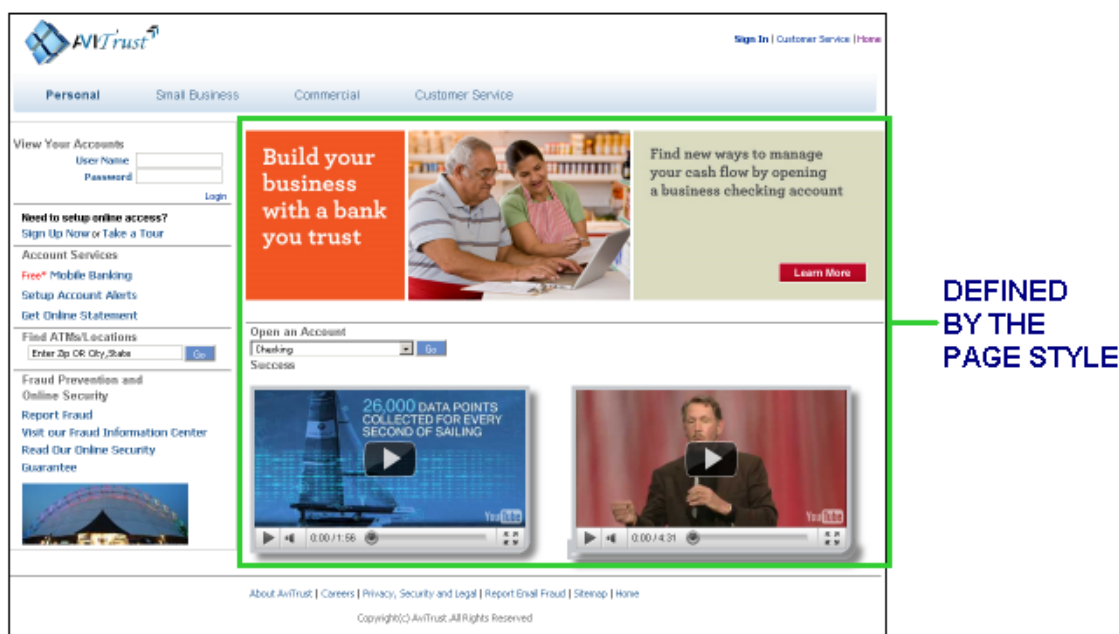 AVITrust
Sign In | Customer Service | Home
Personal Small Business Commercial Customer Service
View Your Accounts
User Name
Password
Login
Need to setup online access?
Sign Up Now or Take a Tour
Account Services
Free* Mobile Banking
Setup Account Alerts
Get Online Statement
Find ATMs/Locations
Enter Zip OR City,State Go
Fraud Prevention and
Online Security
Report Fraud
Visit our Fraud Information Center
Read Our Online Security
Guarantee
Build your
business
with a bank
you trust
Find new ways to manage
your cash flow by opening
a business checking account
Learn More
Open an Account
Checking Go
Success
26,000 DATA POINTS
COLLECTED FOR EVERY
SECOND OF SAILING
YouTube
0:00 / 1:56
YouTube
0:00 / 4:31
About AviTrust | Careers | Privacy, Security and Legal | Report Email Fraud | Sitemap | Home
Copyright(c) AviTrust.All Rights Reserved
DEFINED
BY THE
PAGE STYLE